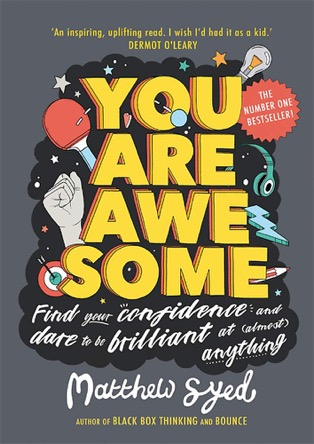 'An inspiring, uplifting read. I wish I'd had it as a kid.'
DERMOT O'LEARY
THE
NUMBER ONE
BESTSELLER!
YOU
ARE
AWE
SOME
Find your confidence and
dare to be brilliant at (almost)
anything
Matthew Syed
AUTHOR OF BLACK BOX THINKING AND BOUNCE